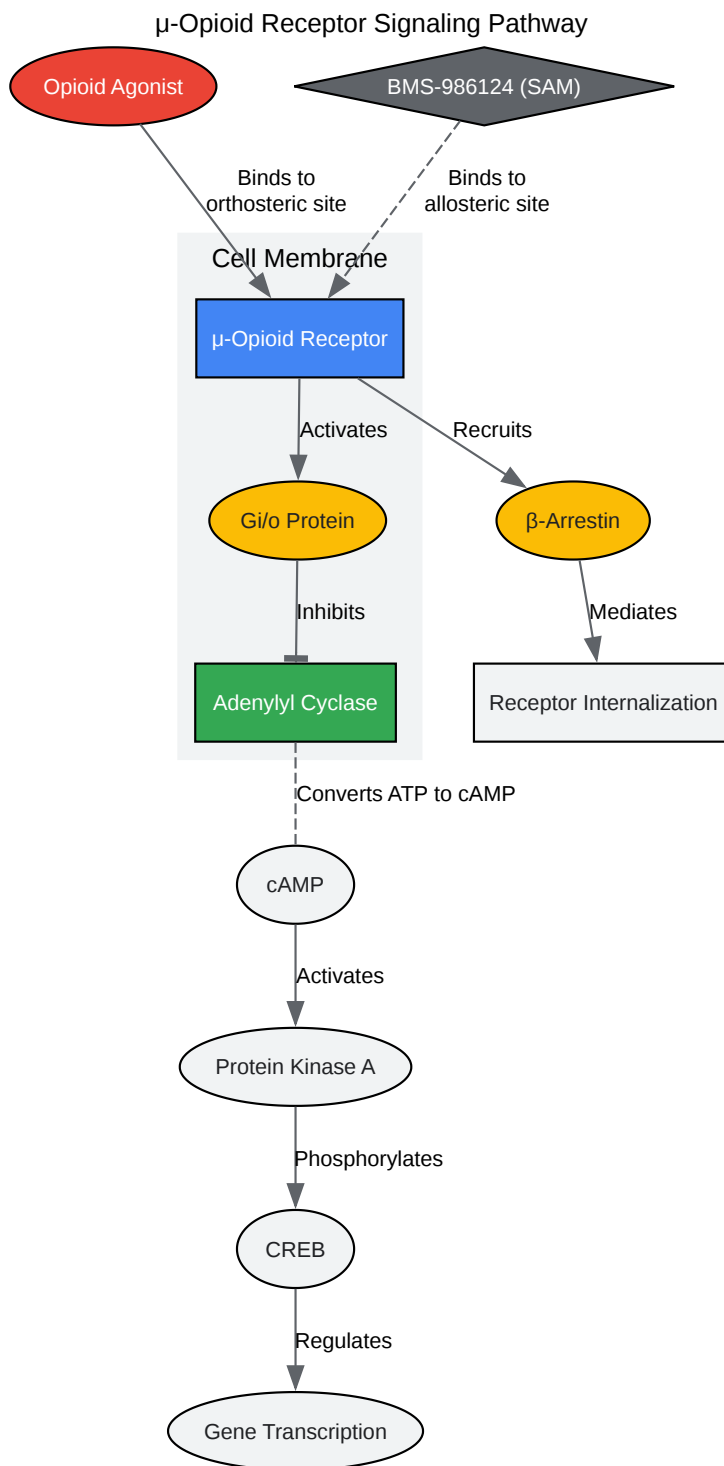 μ-Opioid Receptor Signaling Pathway
Opioid Agonist
BMS-986124 (SAM)
Binds to
orthosteric site
Binds to
allosteric site
Cell Membrane
μ-Opioid Receptor
Activates
Recruits
Gi/o Protein
β-Arrestin
Inhibits
Mediates
Adenylyl Cyclase
Receptor Internalization
Converts ATP to cAMP
cAMP
Activates
Protein Kinase A
Phosphorylates
CREB
Regulates
Gene Transcription